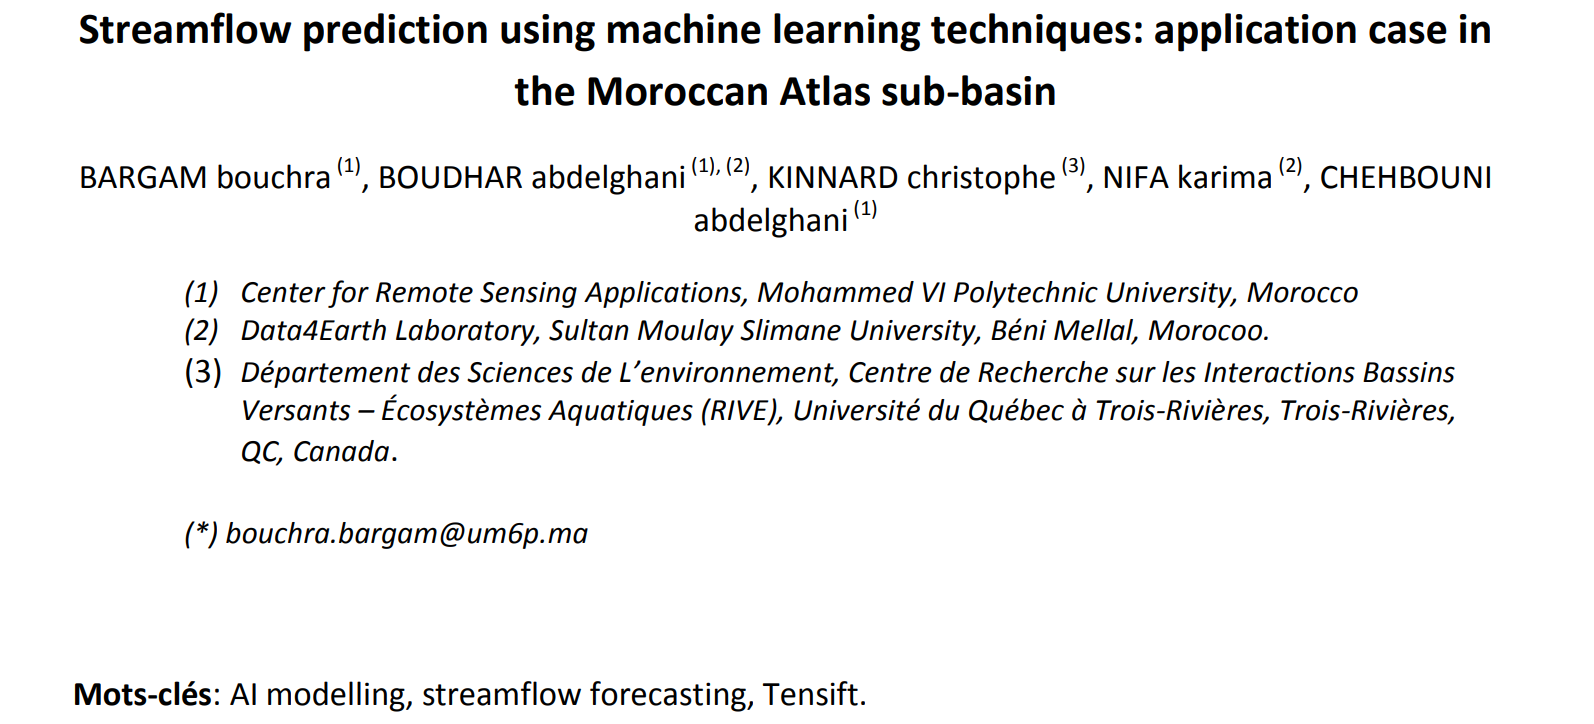 Streamflow prediction using machine learning techniques: application case in
the Moroccan Atlas sub-basin
BARGAM bouchra (1), BOUDHAR abdelghani (1), (2), KINNARD christophe (3), NIFA karima (2), CHEHBOUNI
abdelghani (1)
(1) Center for Remote Sensing Applications, Mohammed VI Polytechnic University, Morocco
(2) Data4Earth Laboratory, Sultan Moulay Slimane University, Béni Mellal, Morocoo.
(3) Département des Sciences de L’environnement, Centre de Recherche sur les Interactions Bassins
Versants – Écosystèmes Aquatiques (RIVE), Université du Québec à Trois-Rivières, Trois-Rivières,
QC, Canada.
(*) bouchra.bargam@um6p.ma
Mots-clés: AI modelling, streamflow forecasting, Tensift.